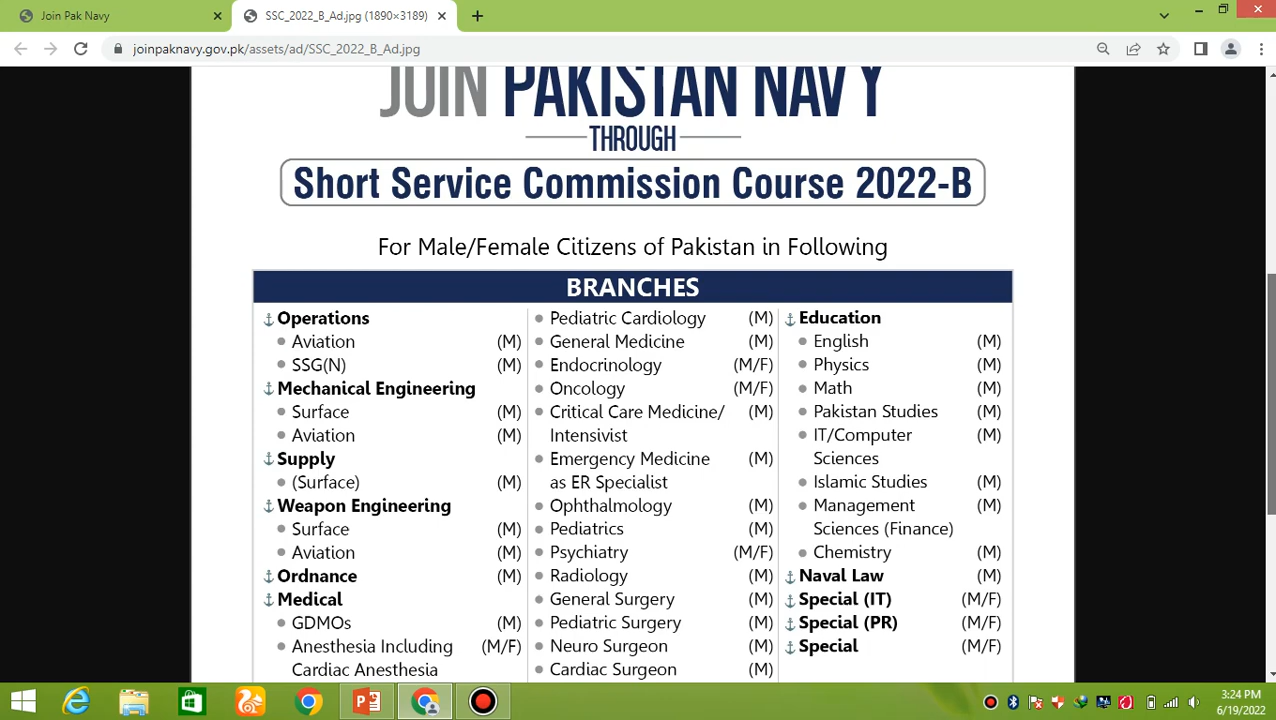 Join Pak Navy
SSC_2022_B_Ad.jpg (1890×3189)
joinpaknavy.gov.pk/assets/ad/SSC_2022_B_Ad.jpg
JOIN PAKISTAN NAVY
THROUGH
Short Service Commission Course 2022-B
For Male/Female Citizens of Pakistan in Following
BRANCHES
Operations
Aviation (M)
SSG(N) (M)
Mechanical Engineering
Surface (M)
Aviation (M)
Supply
(Surface) (M)
Weapon Engineering
Surface (M)
Aviation (M)
Ordnance (M)
Medical
GDMOs (M)
Anesthesia Including (M/F)
Cardiac Anesthesia
Pediatric Cardiology (M)
General Medicine (M)
Endocrinology (M/F)
Oncology (M/F)
Critical Care Medicine/ (M)
Intensivist
Emergency Medicine (M)
as ER Specialist
Ophthalmology (M)
Pediatrics (M)
Psychiatry (M/F)
Radiology (M)
General Surgery (M)
Pediatric Surgery (M)
Neuro Surgeon (M)
Cardiac Surgeon (M)
Education
English (M)
Physics (M)
Math (M)
Pakistan Studies (M)
IT/Computer (M)
Sciences
Islamic Studies (M)
Management (M)
Sciences (Finance)
Chemistry (M)
Naval Law (M)
Special (IT) (M/F)
Special (PR) (M/F)
Special (M/F)
3:24 PM
6/19/2022